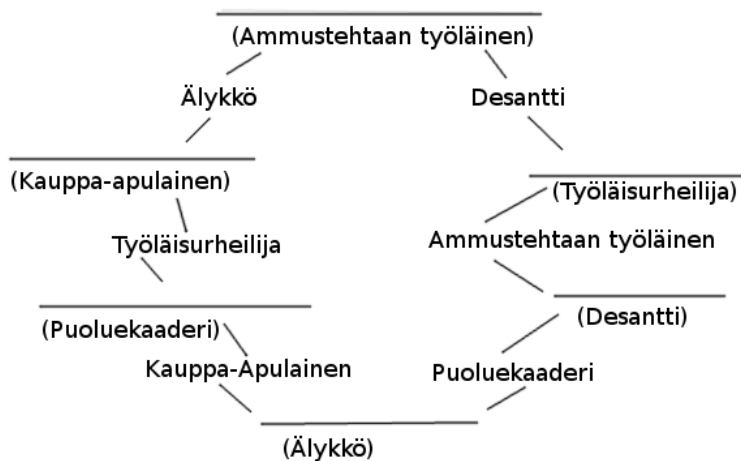 (Ammustehtaan työläinen)
Älykkö
Desantti
(Kauppa-apulainen)
(Työläisurheilija)
Työläisurheilija
Ammustehtaan työläinen
(Puoluekaaderi)
(Desantti)
Kauppa-Apulainen
Puoluekaaderi
(Älykkö)